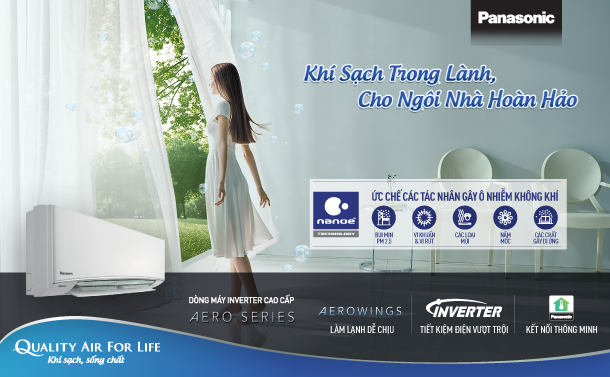 Panasonic
Khí Sạch Trong Lành,
Cho Ngôi Nhà Hoàn Hảo
nanoe™
TECHNOLOGY
ỨC CHẾ CÁC TÁC NHÂN GÂY Ô NHIỄM KHÔNG KHÍ
BỤI MỊN
PM 2.5
VI KHUẨN
& VI RÚT
CÁC LOẠI
MÙI
NẤM
MỐC
CÁC CHẤT
GÂY DỊ ỨNG
Panasonic
DÒNG MÁY INVERTER CAO CẤP
AERO SERIES
AEROWINGS
LÀM LẠNH DỄ CHỊU
INVERTER
TIẾT KIỆM ĐIỆN VƯỢT TRỘI
Panasonic
KẾT NỐI THÔNG MINH
QUALITY AIR FOR LIFE
Khí sạch, sống chất